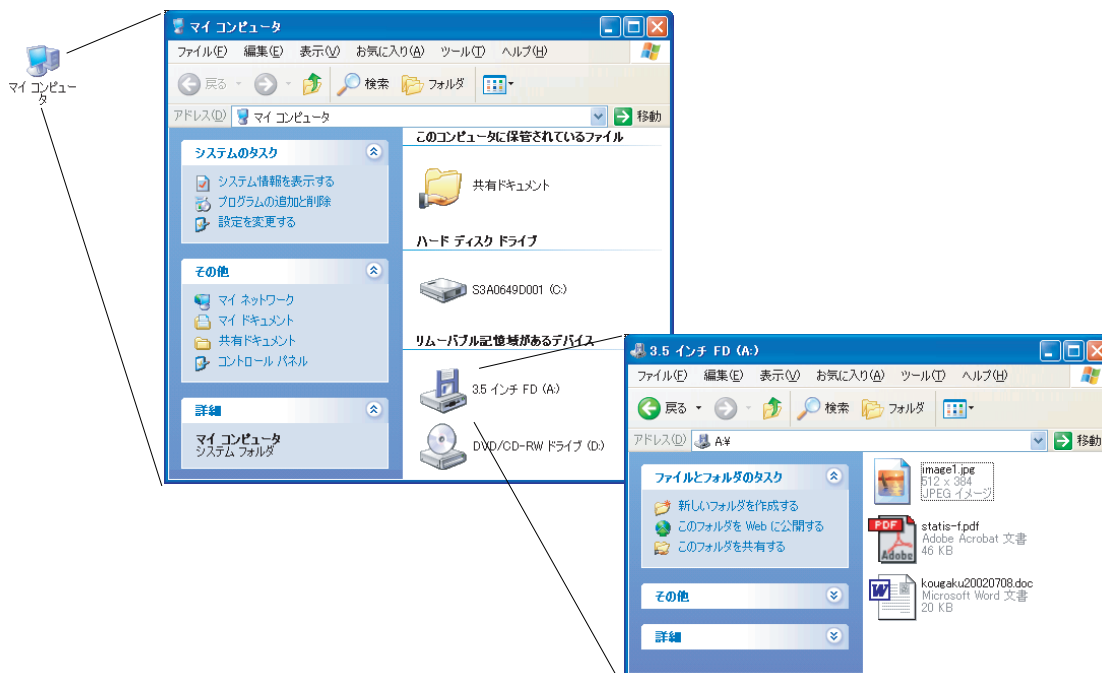 マイ コンピュー
タ
マイ コンピュータ
ファイル(F) 編集(E) 表示(V) お気に入り(A) ツール(T) ヘルプ(H)
戻る 検索 フォルダ
アドレス(D) マイ コンピュータ 移動
システムのタスク
システム情報を表示する
プログラムの追加と削除
設定を変更する
その他
マイ ネットワーク
マイ ドキュメント
共有ドキュメント
コントロール パネル
詳細
マイ コンピュータ
システム フォルダ
このコンピュータに保管されているファイル
共有ドキュメント
ハード ディスク ドライブ
S3A0649D001 (C:)
リムーバブル記憶域があるデバイス
3.5 インチ FD (A:)
DVD/CD-RW ドライブ (D:)
3.5 インチ FD (A:)
ファイル(F) 編集(E) 表示(V) お気に入り(A) ツール(T) ヘルプ(H)
戻る 検索 フォルダ
アドレス(D) A:¥ 移動
ファイルとフォルダのタスク
新しいフォルダを作成する
このフォルダを Web に公開する
このフォルダを共有する
その他
詳細
image1.jpg
512 x 384
JPEG イメージ
PDF
Adobe
statis-f.pdf
Adobe Acrobat 文書
46 KB
W
kougaku20020708.doc
Microsoft Word 文書
20 KB